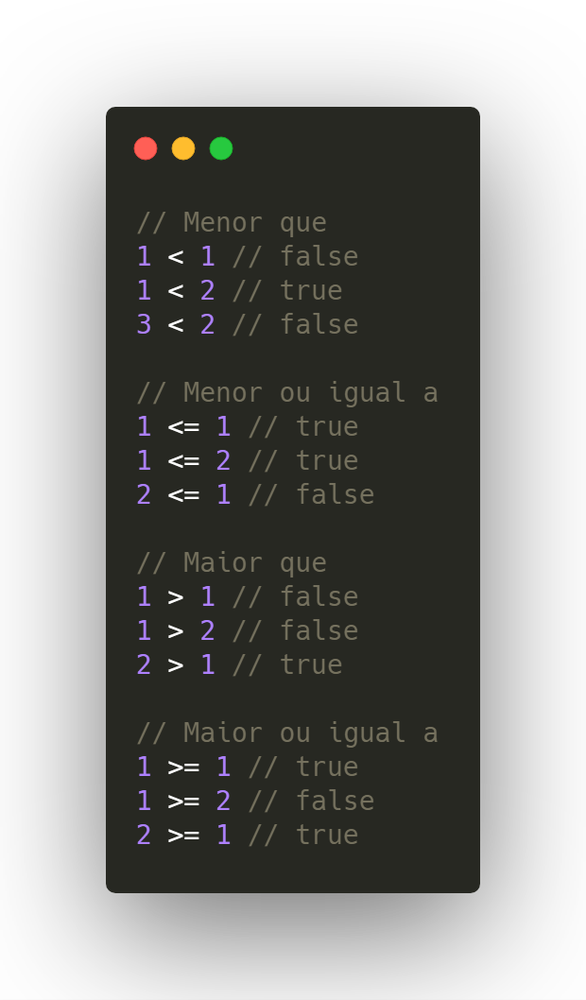 // Menor que
1 < 1 // false
1 < 2 // true
3 < 2 // false
// Menor ou igual a
1 <= 1 // true
1 <= 2 // true
2 <= 1 // false
// Maior que
1 > 1 // false
1 > 2 // false
2 > 1 // true
// Maior ou igual a
1 >= 1 // true
1 >= 2 // false
2 >= 1 // true